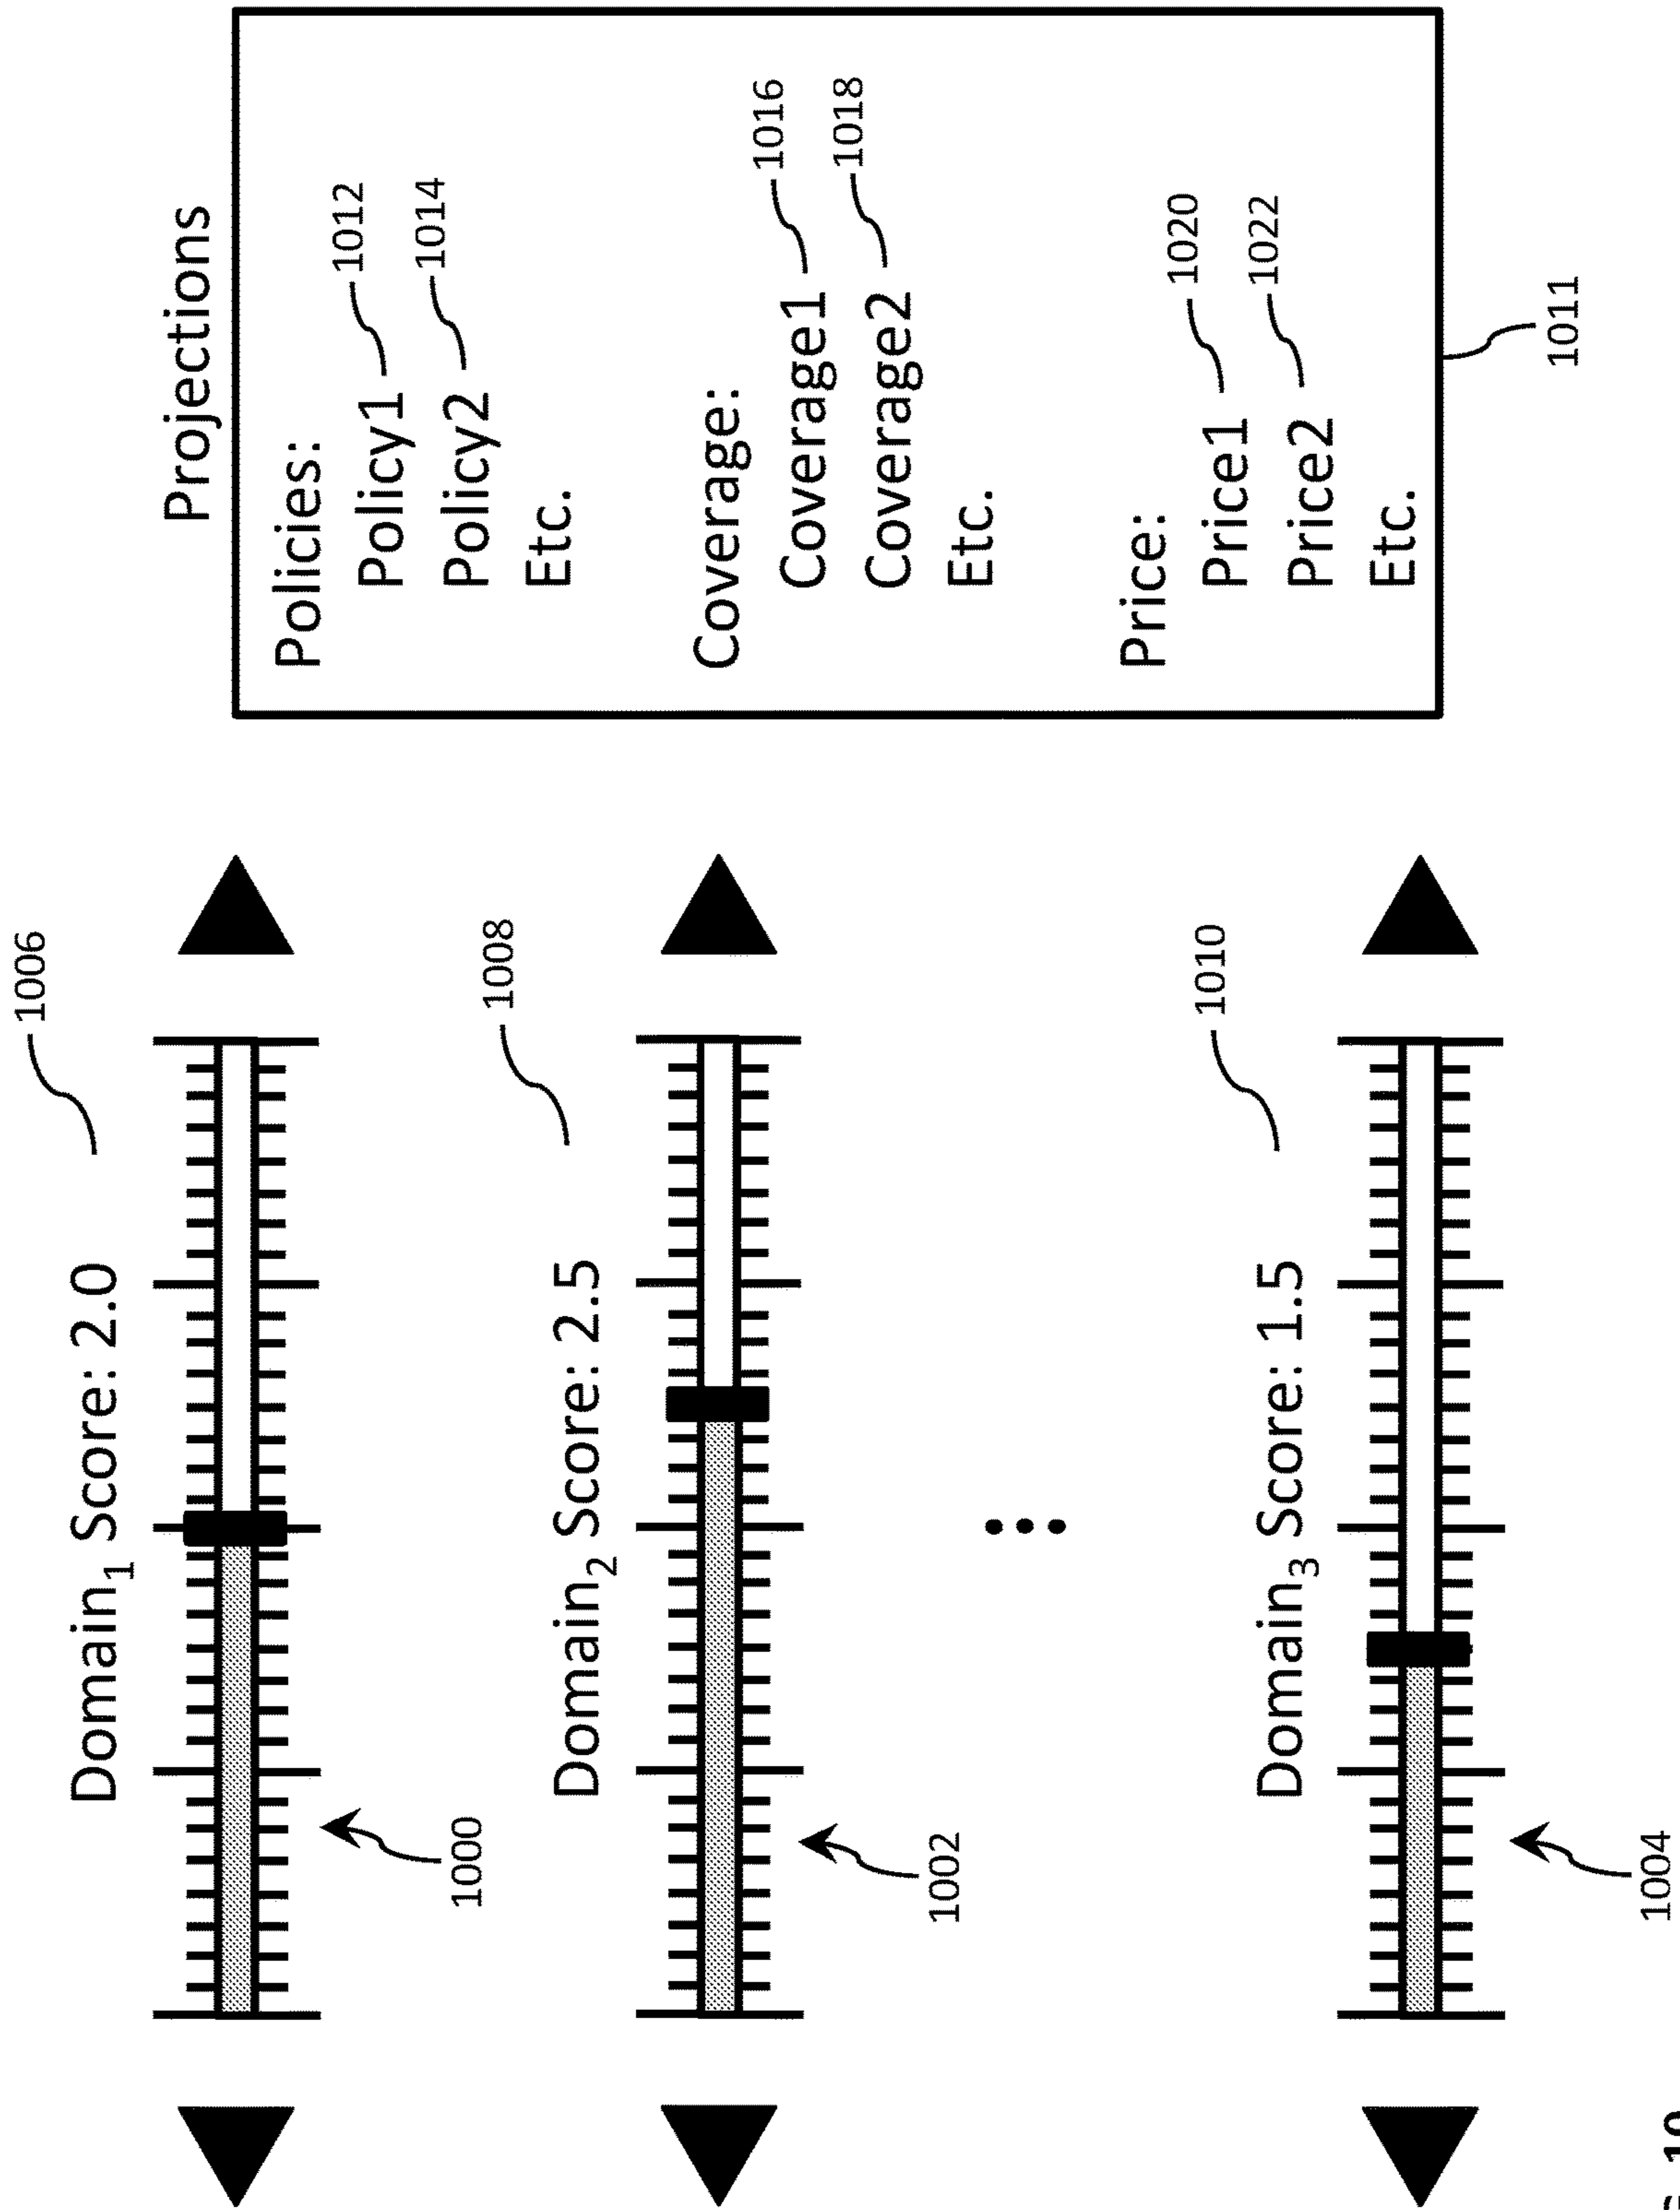 Domain₁ Score: 2.0
1006
1000
Domain₂ Score: 2.5
1008
1002
Domain₃ Score: 1.5
1010
1004
Projections
Policies:
Policy1 1012
Policy2 1014
Etc.
Coverage:
Coverage1 1016
Coverage2 1018
Etc.
Price:
Price1 1020
Price2 1022
Etc.
1011